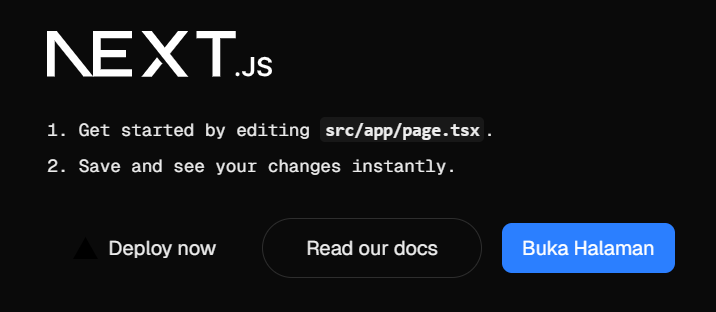 NEXT.JS
1. Get started by editing src/app/page.tsx.
2. Save and see your changes instantly.
Deploy now Read our docs Buka Halaman